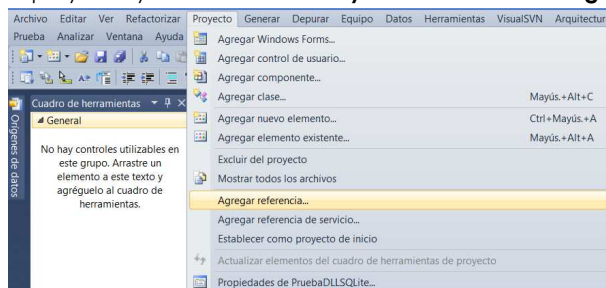 Archivo Editar Ver Refactorizar Proyecto Generar Depurar Equipo Datos Herramientas VisualSVN Arquitectur
Prueba Analizar Ventana Ayuda
Agregar Windows Forms...
Agregar control de usuario...
Agregar componente...
Agregar clase... Mayús.+Alt+C
Agregar nuevo elemento... Ctrl+Mayús.+A
Agregar elemento existente... Mayús.+Alt+A
Excluir del proyecto
Mostrar todos los archivos
Agregar referencia...
Agregar referencia de servicio...
Establecer como proyecto de inicio
Actualizar elementos del cuadro de herramientas de proyecto
Propiedades de PruebaDLLSQLite...
Orígenes de datos
Cuadro de herramientas
General
No hay controles utilizables en
este grupo. Arrastre un
elemento a este texto y
agréguelo al cuadro de
herramientas.